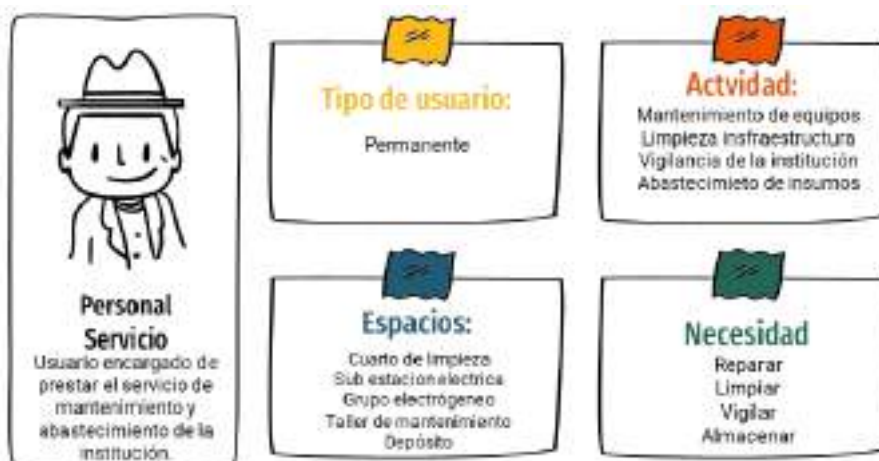 Personal
Servicio
Usuario encargado de
prestar el servicio de
mantenimiento y
abastecimiento de la
institución.
Tipo de usuario:
Permanente
Actvidad:
Mantenimiento de equipos
Limpieza insfraestructura
Vigilancia de la institución
Abastecimieto de insumos
Espacios:
Cuarto de limpieza
Sub estacion electrica
Grupo electrógeneo
Taller de mantenimiento
Depósito
Necesidad
Reparar
Limpiar
Vigilar
Almacenar